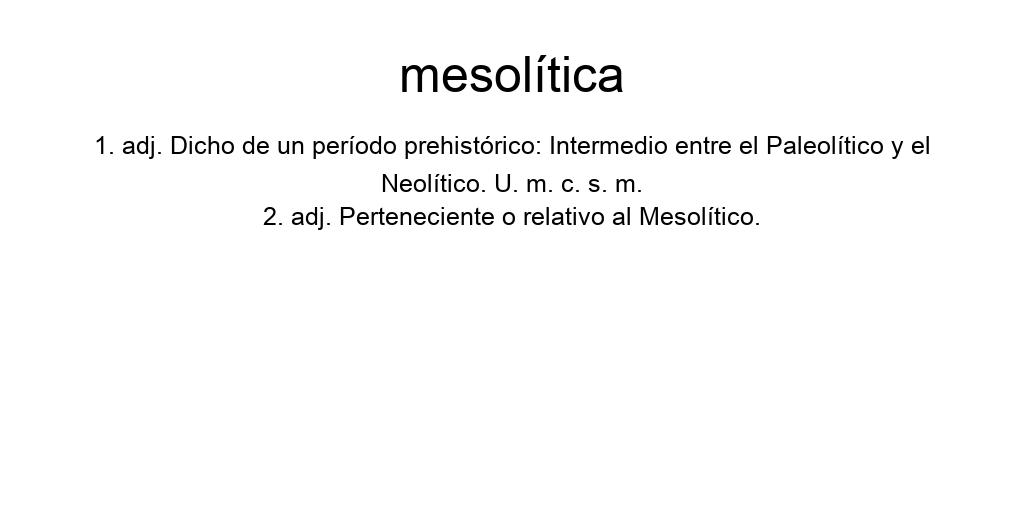 mesolítica
1. adj. Dicho de un período prehistórico: Intermedio entre el Paleolítico y el
Neolítico. U. m. c. s. m.
2. adj. Perteneciente o relativo al Mesolítico.